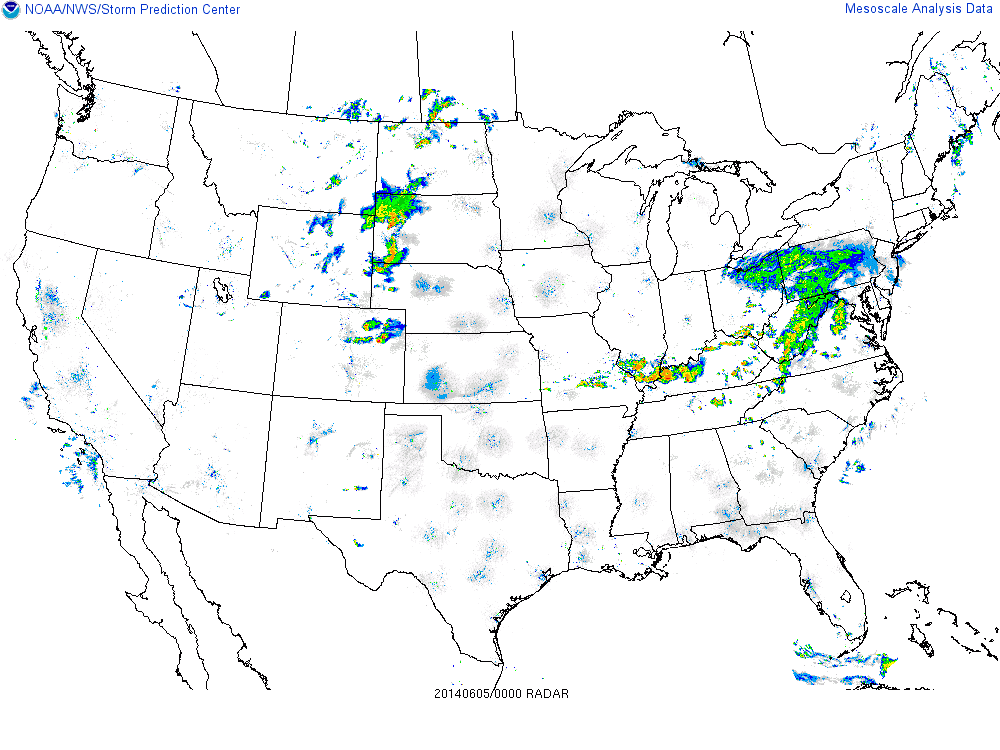 NOAA/NWS/Storm Prediction Center
Mesoscale Analysis Data
20140605/0000 RADAR